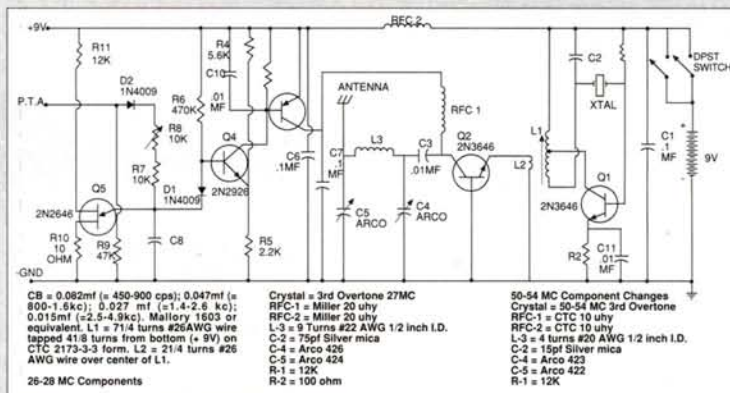 +9V
R11
12K
R4
5.6K
RFC 2
C2
DPST
SWITCH
D2
1N4009
C10
.01
MF
ANTENNA
XTAL
P.T.A
R6
470K
RFC 1
R8
10K
Q4
L1
L3
C3
Q2
2N3646
C1
.1
MF
9V
+
R7
10K
C6
.1MF
C7
.1
MF
.01MF
L2
Q1
Q5
D1
1N4009
2N2926
2N3646
2N2646
C5
ARCO
C4
ARCO
R10
10
OHM
R9
47K
C8
R5
2.2K
R2
C11
.01
MF
-GND
CB = 0.082mf (= 450-900 cps); 0.047mf (=
800-1.6kc); 0.027 mf (=1.4-2.6 kc);
0.015mf (=2.5-4.9kc). Mallory 1603 or
equivalent. L1 = 71/4 turns #26AWG wire
tapped 41/8 turns from bottom (+ 9V) on
CTC 2173-3-3 form. L2 = 21/4 turns #26
AWG wire over center of L1.
26-28 MC Components
Crystal = 3rd Overtone 27MC
RFC-1 = Miller 20 uhy
RFC-2 = Miller 20 uhy
L-3 = 9 Turns #22 AWG 1/2 inch I.D.
C-2 = 75pf Silver mica
C-4 = Arco 426
C-5 = Arco 424
R-1 = 12K
R-2 = 100 ohm
50-54 MC Component Changes
Crystal = 50-54 MC 3rd Overtone
RFC-1 = CTC 10 uhy
RFC-2 = CTC 10 uhy
L-3 = 4 turns #20 AWG 1/2 inch I.D.
C-2 = 15pf Silver mica
C-4 = Arco 423
C-5 = Arco 422
R-1 = 12K